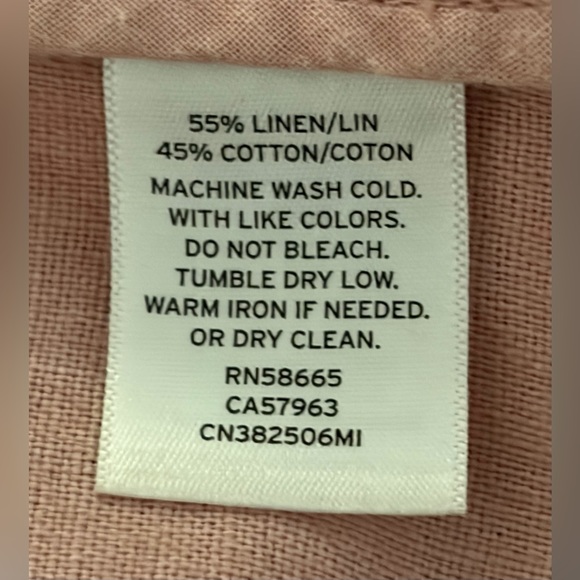 55% LINEN/LIN
45% COTTON/COTON
MACHINE WASH COLD.
WITH LIKE COLORS.
DO NOT BLEACH.
TUMBLE DRY LOW.
WARM IRON IF NEEDED.
OR DRY CLEAN.
RN58665
CA57963
CN382506MI